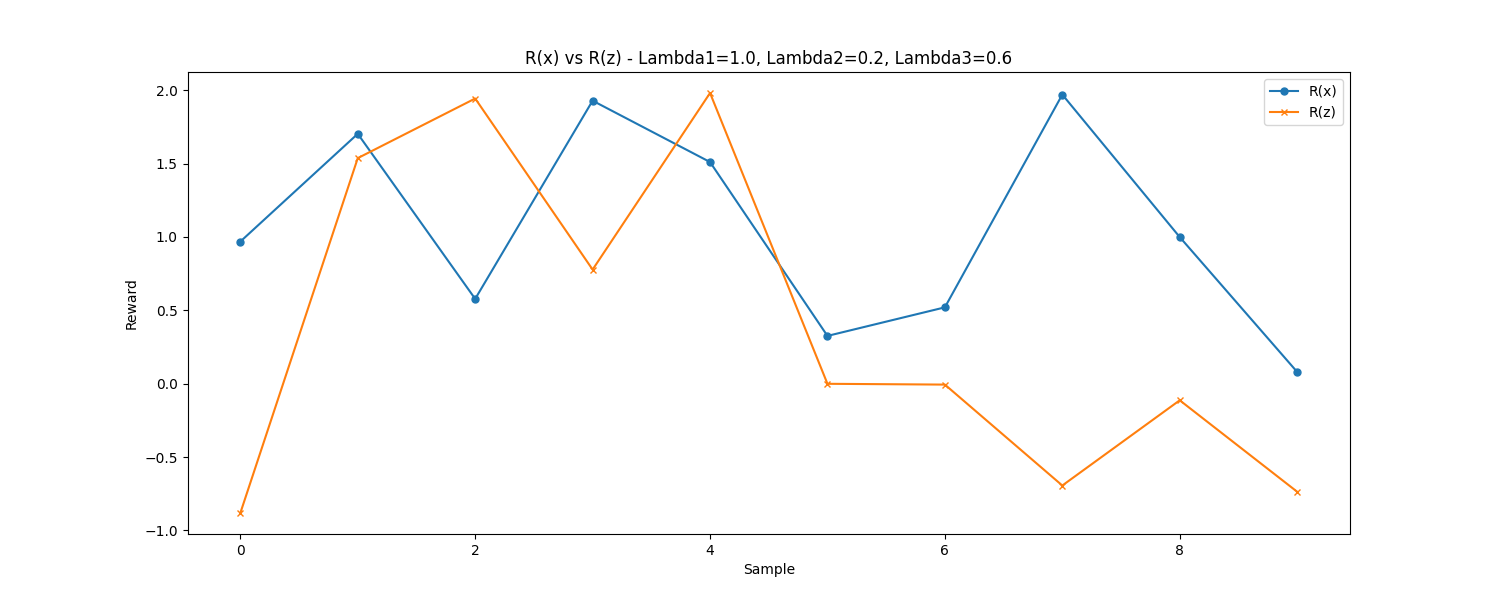 R(x) vs R(z) - Lambda1=1.0, Lambda2=0.2, Lambda3=0.6
R(x)
R(z)
2.0
1.5
1.0
0.5
0.0
−0.5
−1.0
Reward
0 2 4 6 8
Sample